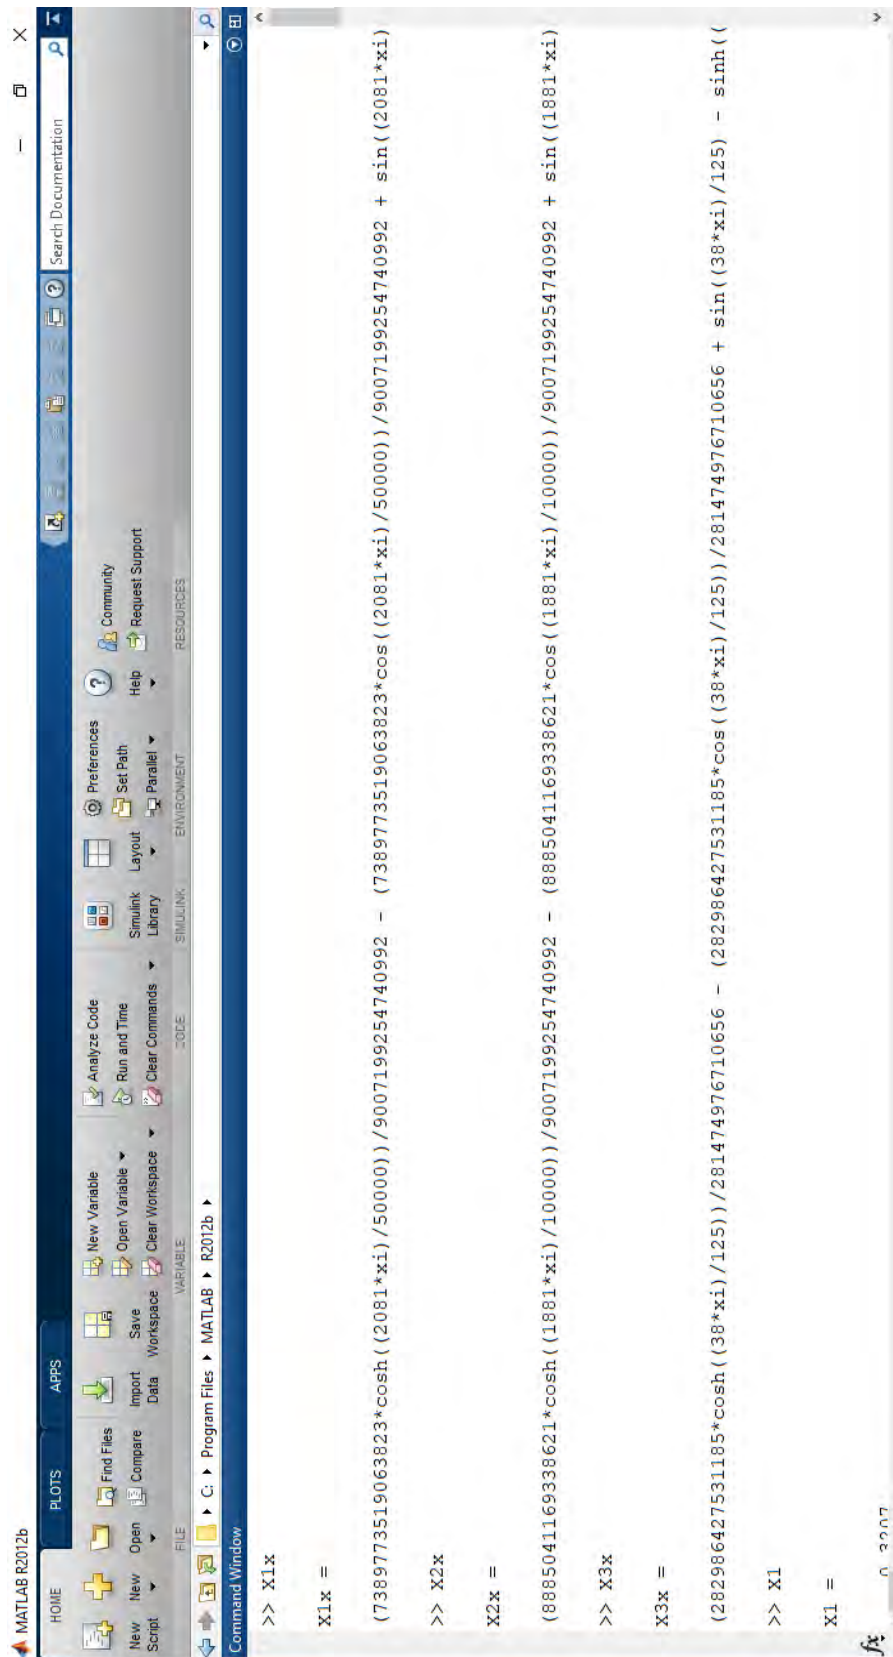 MATLAB R2012b
HOME
PLOTS
APPS
Search Documentation
New Script
New
Open
Find Files
Compare
Import Data
Save Workspace
New Variable
Open Variable
Clear Workspace
Analyze Code
Run and Time
Clear Commands
Simulink Library
Layout
Preferences
Set Path
Parallel
Help
Community
Request Support
FILE
VARIABLE
CODE
SIMULINK
ENVIRONMENT
RESOURCES
C: ▸ Program Files ▸ MATLAB ▸ R2012b ▸
Command Window
>> X1x
X1x =
(7389773519063823*cosh((2081*xi)/50000))/9007199254740992 - (7389773519063823*cos((2081*xi)/50000))/9007199254740992 + sin((2081*xi)
>> X2x
X2x =
(8885041169338621*cosh((1881*xi)/10000))/9007199254740992 - (8885041169338621*cos((1881*xi)/10000))/9007199254740992 + sin((1881*xi)
>> X3x
X3x =
(282986427531185*cosh((38*xi)/125))/281474976710656 - (282986427531185*cos((38*xi)/125))/281474976710656 + sin((38*xi)/125) - sinh((
>> X1
X1 =
fx